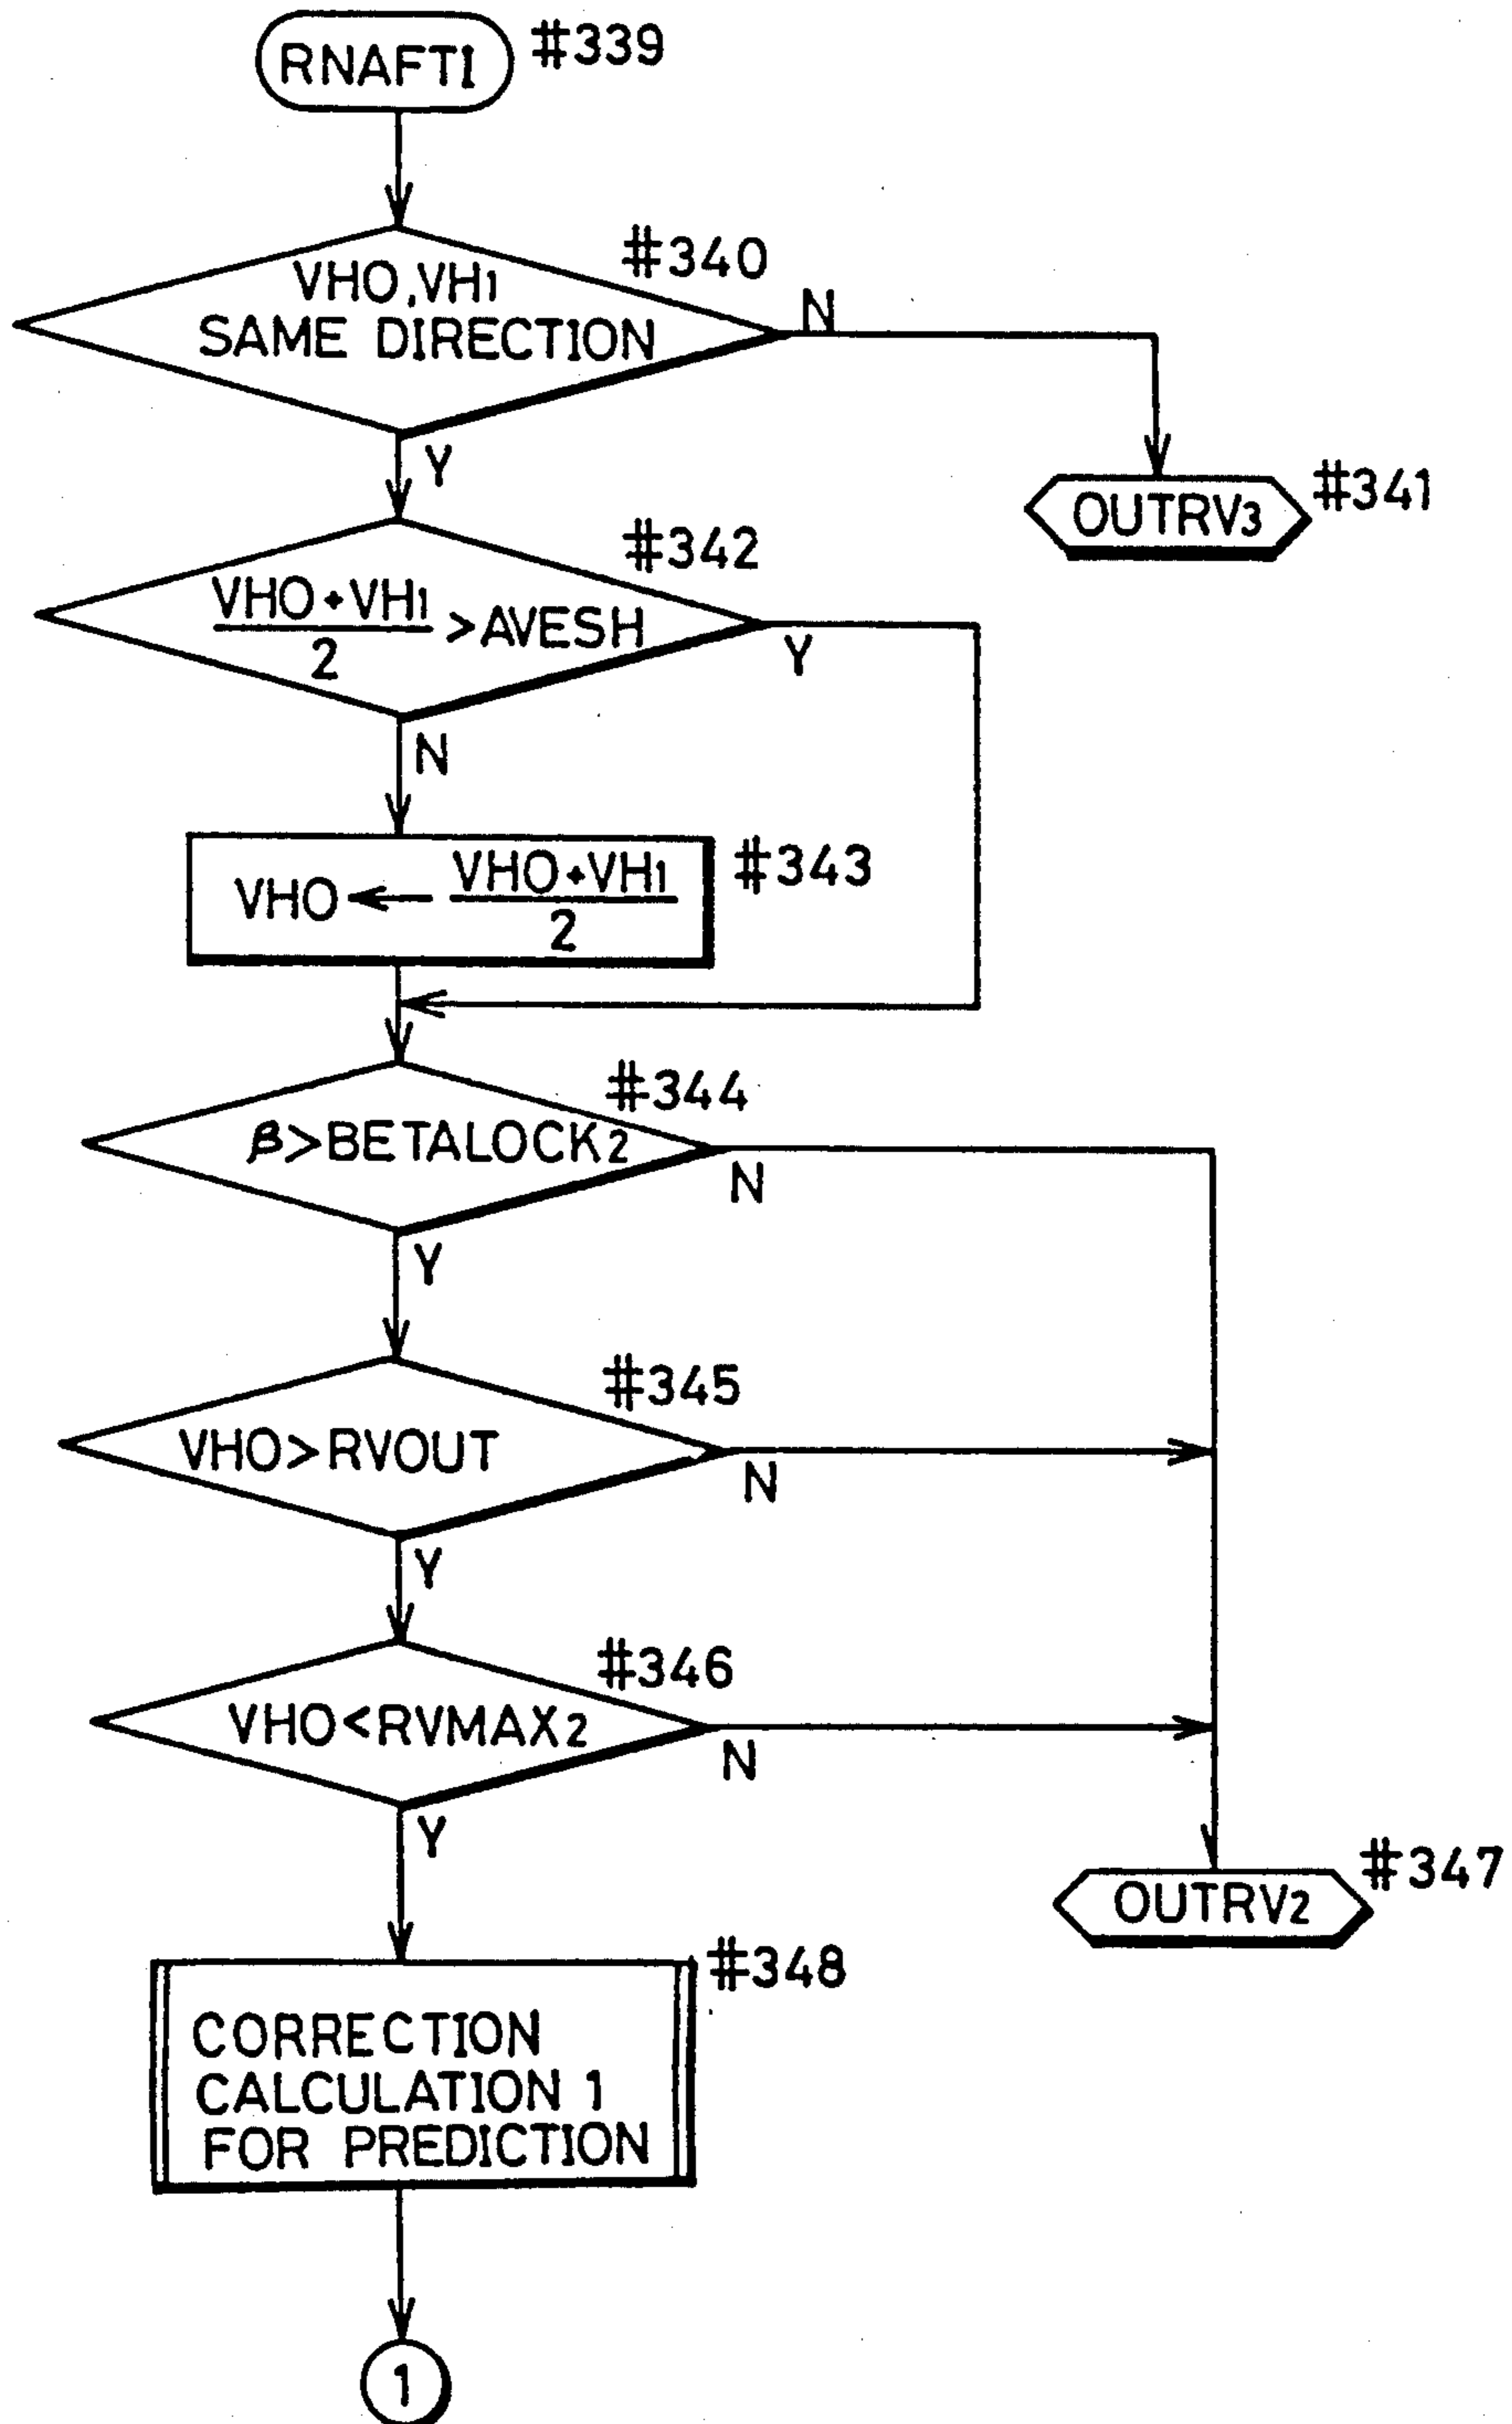 RNAFTI #339
#340
VHO,VH1
SAME DIRECTION
N
Y
OUTRV3 #341
#342
VHO+VH1
2
>AVESH
Y
N
#343
VHO ← VHO+VH1
2
#344
β>BETALOCK2
N
Y
#345
VHO>RVOUT
N
Y
#346
VHO<RVMAX2
N
Y
OUTRV2 #347
#348
CORRECTION
CALCULATION 1
FOR PREDICTION
1